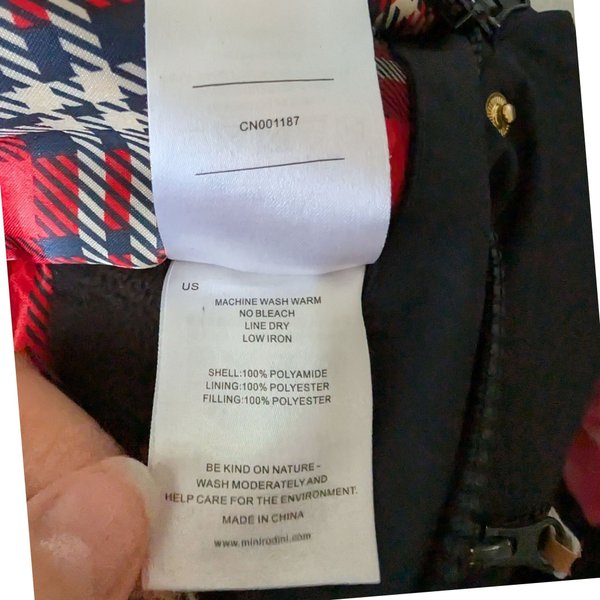 CN001187
US
MACHINE WASH WARM
NO BLEACH
LINE DRY
LOW IRON
SHELL:100% POLYAMIDE
LINING:100% POLYESTER
FILLING:100% POLYESTER
BE KIND ON NATURE -
WASH MODERATELY AND
HELP CARE FOR THE ENVIRONMENT.
MADE IN CHINA
www.minirodini.com